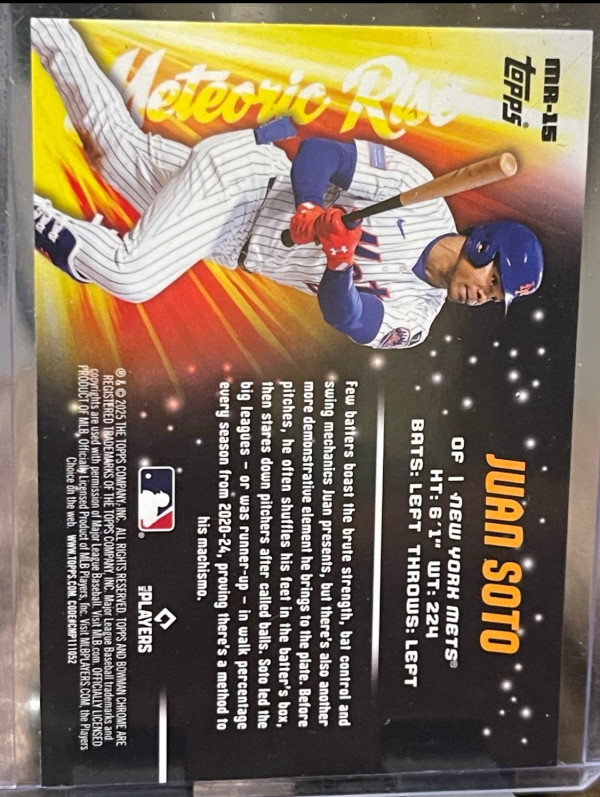 MR-15
topps®
Meteoric Rise
Mets
JUAN SOTO
OF | NEW YORK METS®
HT: 6'1" WT: 224
BATS: LEFT THROWS: LEFT
Few batters boast the brute strength, bat control and
swing mechanics Juan presents, but there's also another
more demonstrative element he brings to the plate. Before
pitches, he often shuffles his feet in the batter's box,
then stares down pitchers after called balls. Soto led the
big leagues – or was runner-up – in walk percentage
every season from 2020-24, proving there's a method to
his machismo.
MLB PLAYERS
® & © 2025 THE TOPPS COMPANY, INC. ALL RIGHTS RESERVED. TOPPS AND BOWMAN CHROME ARE
REGISTERED TRADEMARKS OF THE TOPPS COMPANY, INC. Major League Baseball trademarks and
copyrights are used with permission of Major League Baseball. Visit MLB.com. OFFICIALLY LICENSED
PRODUCT OF MLB. Officially Licensed Product of MLB Players, Inc. Visit MLBPLAYERS.COM, the Players
Choice on the web. WWW.TOPPS.COM. CODE#CMP111052